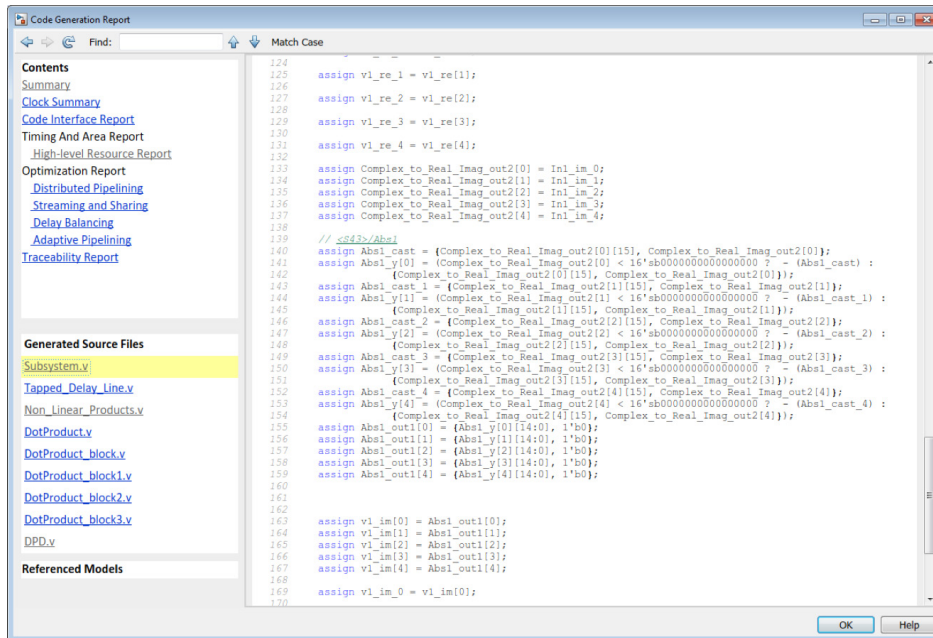 Code Generation Report
Find:
Match Case
Contents
Summary
Clock Summary
Code Interface Report
Timing And Area Report
High-level Resource Report
Optimization Report
Distributed Pipelining
Streaming and Sharing
Delay Balancing
Adaptive Pipelining
Traceability Report
Generated Source Files
Subsystem.v
Tapped_Delay_Line.v
Non_Linear_Products.v
DotProduct.v
DotProduct_block.v
DotProduct_block1.v
DotProduct_block2.v
DotProduct_block3.v
DPD.v
Referenced Models
124
125 assign v1_re_1 = v1_re[1];
126
127 assign v1_re_2 = v1_re[2];
128
129 assign v1_re_3 = v1_re[3];
130
131 assign v1_re_4 = v1_re[4];
132
133 assign Complex_to_Real_Imag_out2[0] = In1_im_0;
134 assign Complex_to_Real_Imag_out2[1] = In1_im_1;
135 assign Complex_to_Real_Imag_out2[2] = In1_im_2;
136 assign Complex_to_Real_Imag_out2[3] = In1_im_3;
137 assign Complex_to_Real_Imag_out2[4] = In1_im_4;
138
139 // <S43>/Abs1
140 assign Abs1_cast = {Complex_to_Real_Imag_out2[0][15], Complex_to_Real_Imag_out2[0]};
141 assign Abs1_y[0] = (Complex_to_Real_Imag_out2[0] < 16'sb0000000000000000 ? - (Abs1_cast) :
142 {Complex_to_Real_Imag_out2[0][15], Complex_to_Real_Imag_out2[0]});
143 assign Abs1_cast_1 = {Complex_to_Real_Imag_out2[1][15], Complex_to_Real_Imag_out2[1]};
144 assign Abs1_y[1] = (Complex_to_Real_Imag_out2[1] < 16'sb0000000000000000 ? - (Abs1_cast_1) :
145 {Complex_to_Real_Imag_out2[1][15], Complex_to_Real_Imag_out2[1]});
146 assign Abs1_cast_2 = {Complex_to_Real_Imag_out2[2][15], Complex_to_Real_Imag_out2[2]};
147 assign Abs1_y[2] = (Complex_to_Real_Imag_out2[2] < 16'sb0000000000000000 ? - (Abs1_cast_2) :
148 {Complex_to_Real_Imag_out2[2][15], Complex_to_Real_Imag_out2[2]});
149 assign Abs1_cast_3 = {Complex_to_Real_Imag_out2[3][15], Complex_to_Real_Imag_out2[3]};
150 assign Abs1_y[3] = (Complex_to_Real_Imag_out2[3] < 16'sb0000000000000000 ? - (Abs1_cast_3) :
151 {Complex_to_Real_Imag_out2[3][15], Complex_to_Real_Imag_out2[3]});
152 assign Abs1_cast_4 = {Complex_to_Real_Imag_out2[4][15], Complex_to_Real_Imag_out2[4]};
153 assign Abs1_y[4] = (Complex_to_Real_Imag_out2[4] < 16'sb0000000000000000 ? - (Abs1_cast_4) :
154 {Complex_to_Real_Imag_out2[4][15], Complex_to_Real_Imag_out2[4]});
155 assign Abs1_out1[0] = {Abs1_y[0][14:0], 1'b0};
156 assign Abs1_out1[1] = {Abs1_y[1][14:0], 1'b0};
157 assign Abs1_out1[2] = {Abs1_y[2][14:0], 1'b0};
158 assign Abs1_out1[3] = {Abs1_y[3][14:0], 1'b0};
159 assign Abs1_out1[4] = {Abs1_y[4][14:0], 1'b0};
160
161
162
163 assign v1_im[0] = Abs1_out1[0];
164 assign v1_im[1] = Abs1_out1[1];
165 assign v1_im[2] = Abs1_out1[2];
166 assign v1_im[3] = Abs1_out1[3];
167 assign v1_im[4] = Abs1_out1[4];
168
169 assign v1_im_0 = v1_im[0];
170
OK
Help